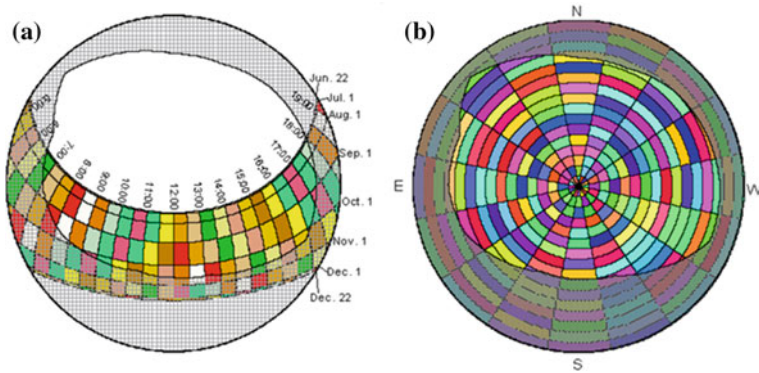 (a)
Jun. 22
Jul. 1
Aug. 1
Sep. 1
Oct. 1
Nov. 1
Dec. 1
Dec. 22
7:00
8:00
9:00
10:00
11:00
12:00
13:00
14:00
15:00
16:00
17:00
18:00
19:00
(b)
N
E
W
S